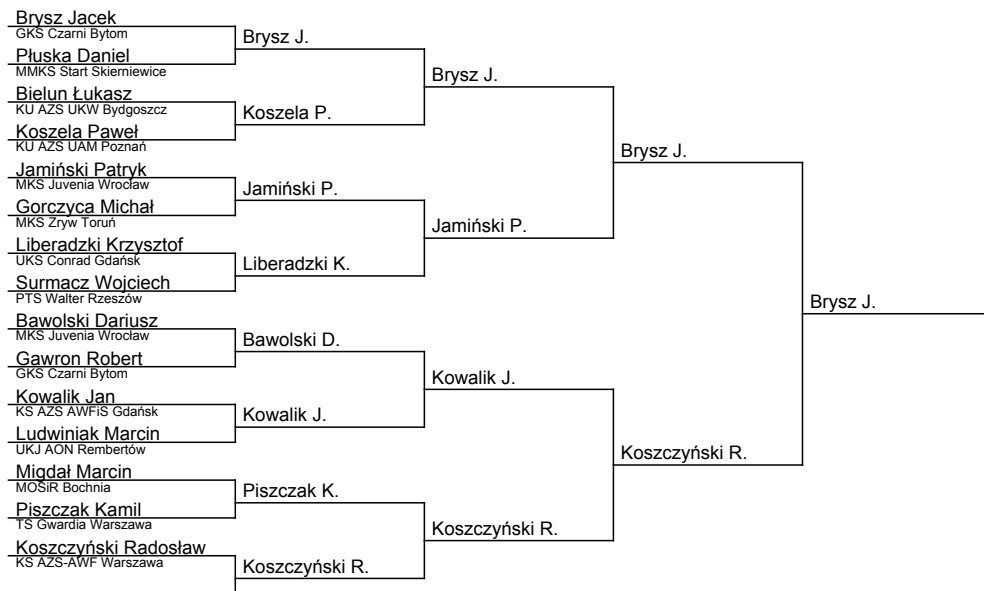 Brysz Jacek
GKS Czarni Bytom
Brysz J.
Płuska Daniel
MMKS Start Skierniewice
Brysz J.
Bielun Łukasz
KU AZS UKW Bydgoszcz
Koszela P.
Koszela Paweł
KU AZS UAM Poznań
Brysz J.
Jamiński Patryk
MKS Juvenia Wrocław
Jamiński P.
Gorczyca Michał
MKS Zryw Toruń
Jamiński P.
Liberadzki Krzysztof
UKS Conrad Gdańsk
Liberadzki K.
Surmacz Wojciech
PTS Walter Rzeszów
Brysz J.
Bawolski Dariusz
MKS Juvenia Wrocław
Bawolski D.
Gawron Robert
GKS Czarni Bytom
Kowalik J.
Kowalik Jan
KS AZS AWFiS Gdańsk
Kowalik J.
Ludwiniak Marcin
UKJ AON Rembertów
Koszczyński R.
Migdał Marcin
MOSiR Bochnia
Piszczak K.
Piszczak Kamil
TS Gwardia Warszawa
Koszczyński R.
Koszczyński Radosław
KS AZS-AWF Warszawa
Koszczyński R.